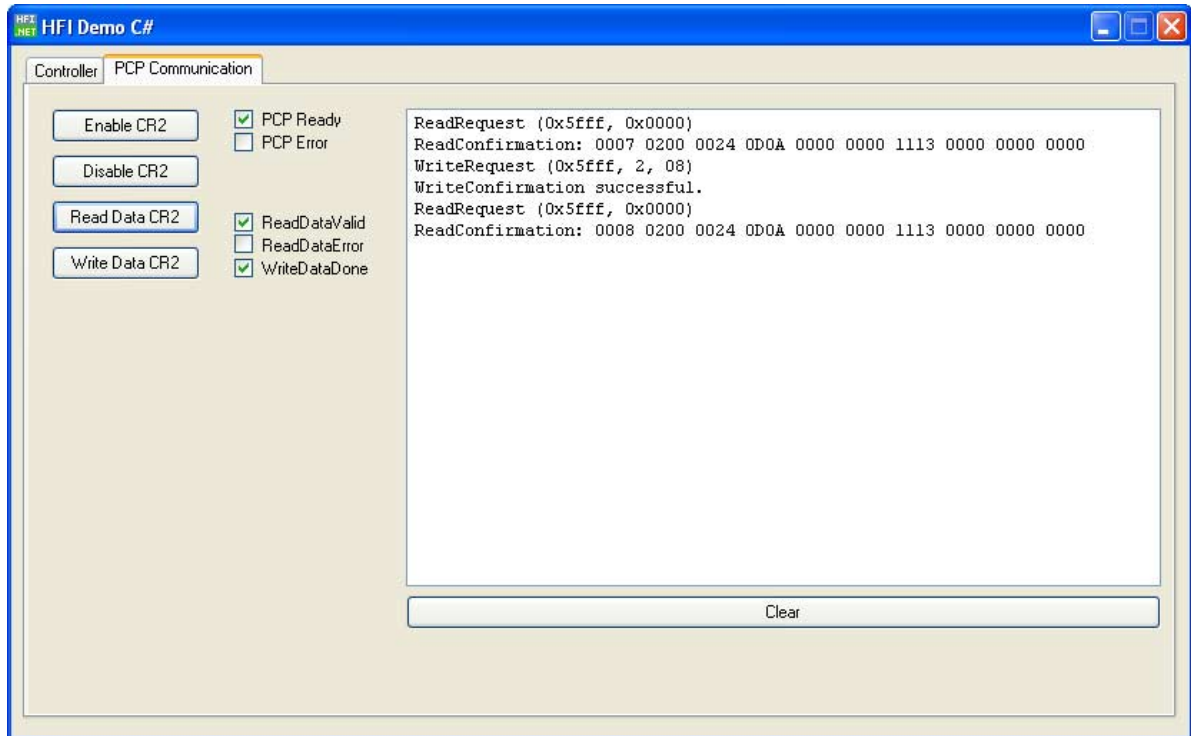 HFI .NET HFI Demo C#
Controller PCP Communication
Enable CR2
Disable CR2
Read Data CR2
Write Data CR2
PCP Ready
PCP Error
ReadDataValid
ReadDataError
WriteDataDone
ReadRequest (0x5fff, 0x0000)
ReadConfirmation: 0007 0200 0024 0D0A 0000 0000 1113 0000 0000 0000
WriteRequest (0x5fff, 2, 08)
WriteConfirmation successful.
ReadRequest (0x5fff, 0x0000)
ReadConfirmation: 0008 0200 0024 0D0A 0000 0000 1113 0000 0000 0000
Clear